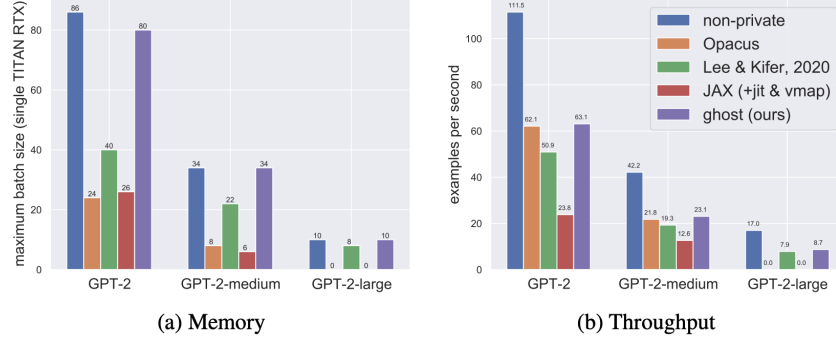 maximum batch size (single TITAN RTX)
80
60
40
20
0
86
24
40
26
80
34
8
22
6
34
10
0
8
0
10
GPT-2
GPT-2-medium
GPT-2-large
(a) Memory
examples per second
100
80
60
40
20
0
111.5
62.1
50.9
23.8
63.1
42.2
21.8
19.3
12.6
23.1
17.0
0.0
7.9
0.0
8.7
non-private
Opacus
Lee & Kifer, 2020
JAX (+jit & vmap)
ghost (ours)
GPT-2
GPT-2-medium
GPT-2-large
(b) Throughput